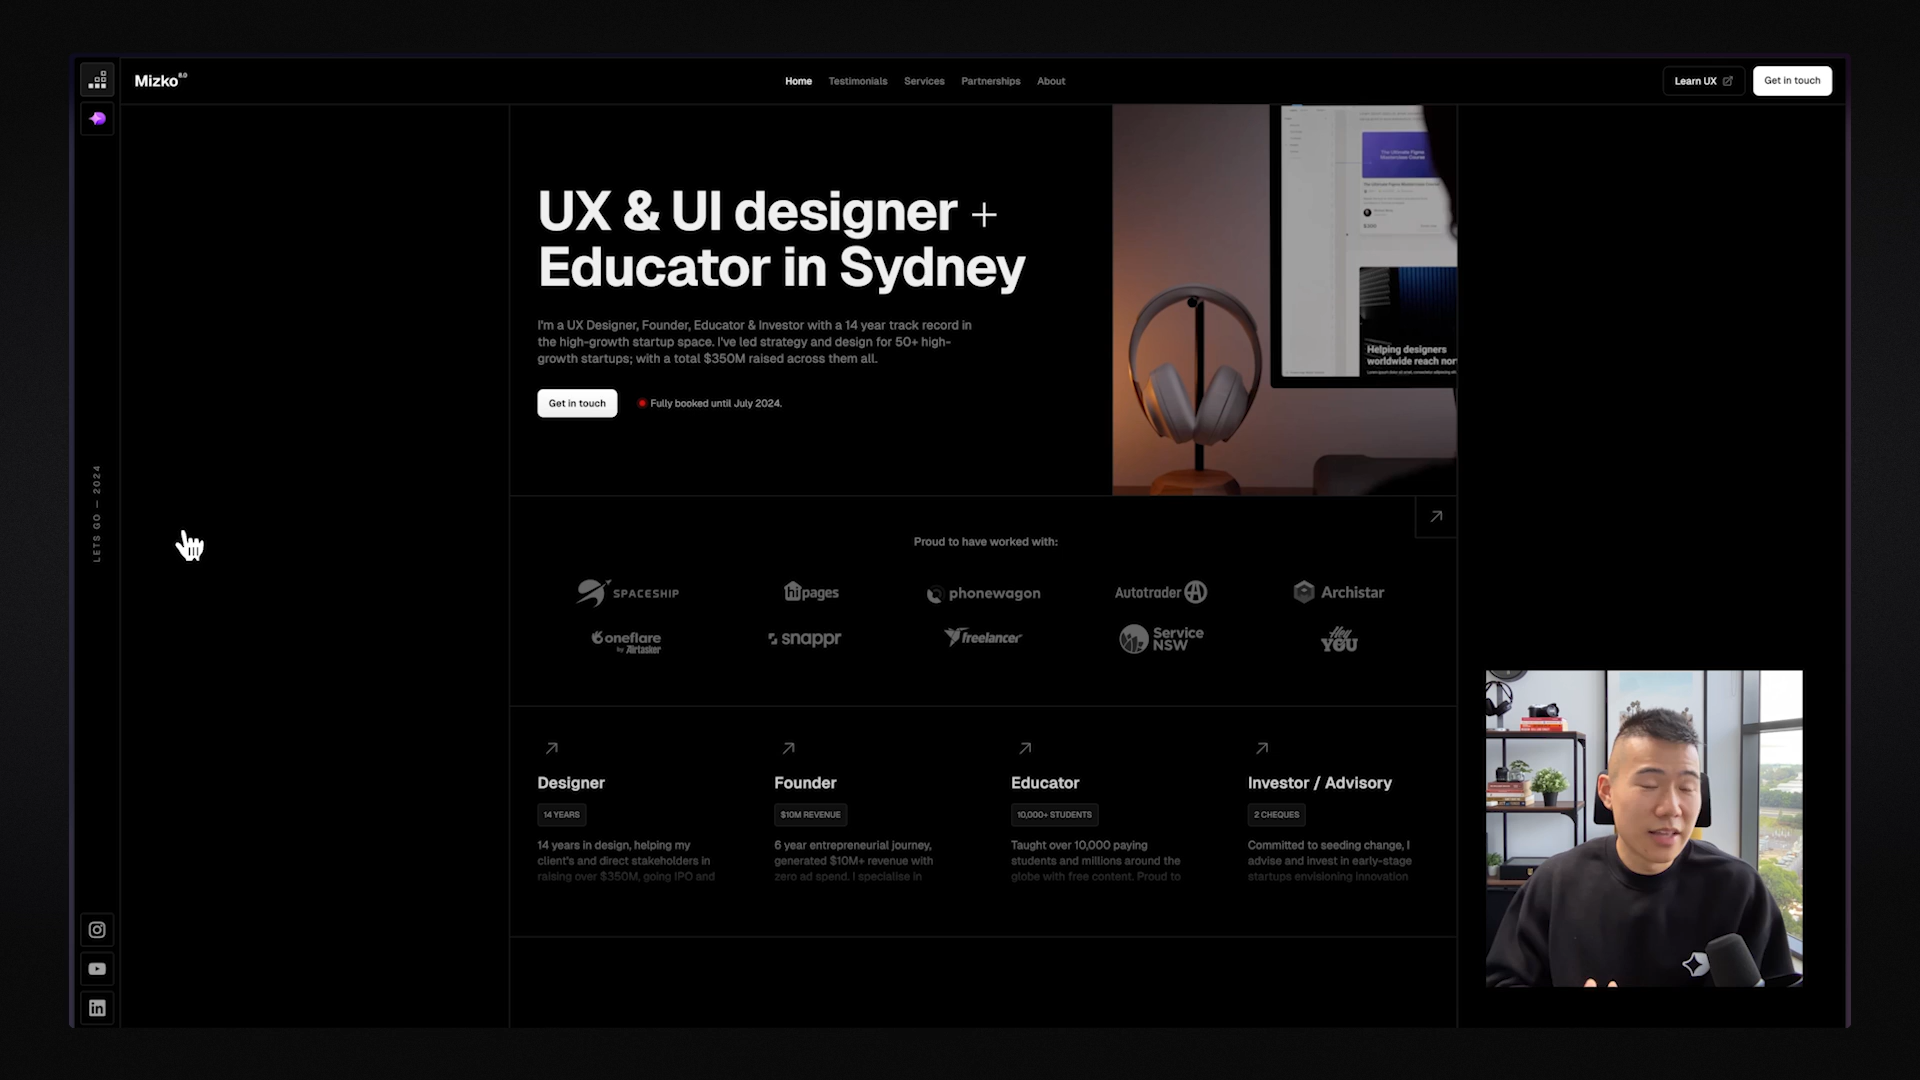 Mizko6.0
Home
Testimonials
Services
Partnerships
About
Learn UX
Get in touch
UX & UI designer +
Educator in Sydney
I'm a UX Designer, Founder, Educator & Investor with a 14 year track record in
the high-growth startup space. I've led strategy and design for 50+ high-
growth startups; with a total $350M raised across them all.
Get in touch
Fully booked until July 2024.
The Ultimate Figma
Masterclass Course
Helping designers
worldwide reach nor
LETS GO — 2024
Proud to have worked with:
SPACESHIP
hipages
phonewagon
Autotrader
Archistar
oneflare
by Airtasker
snappr
freelancer
Service
NSW
Hey
YOU
Designer
14 YEARS
14 years in design, helping my
client's and direct stakeholders in
raising over $350M, going IPO and
Founder
$10M REVENUE
6 year entrepreneurial journey,
generated $10M+ revenue with
zero ad spend. I specialise in
Educator
10,000+ STUDENTS
Taught over 10,000 paying
students and millions around the
globe with free content. Proud to
Investor / Advisory
2 CHEQUES
Committed to seeding change, I
advise and invest in early-stage
startups envisioning innovation